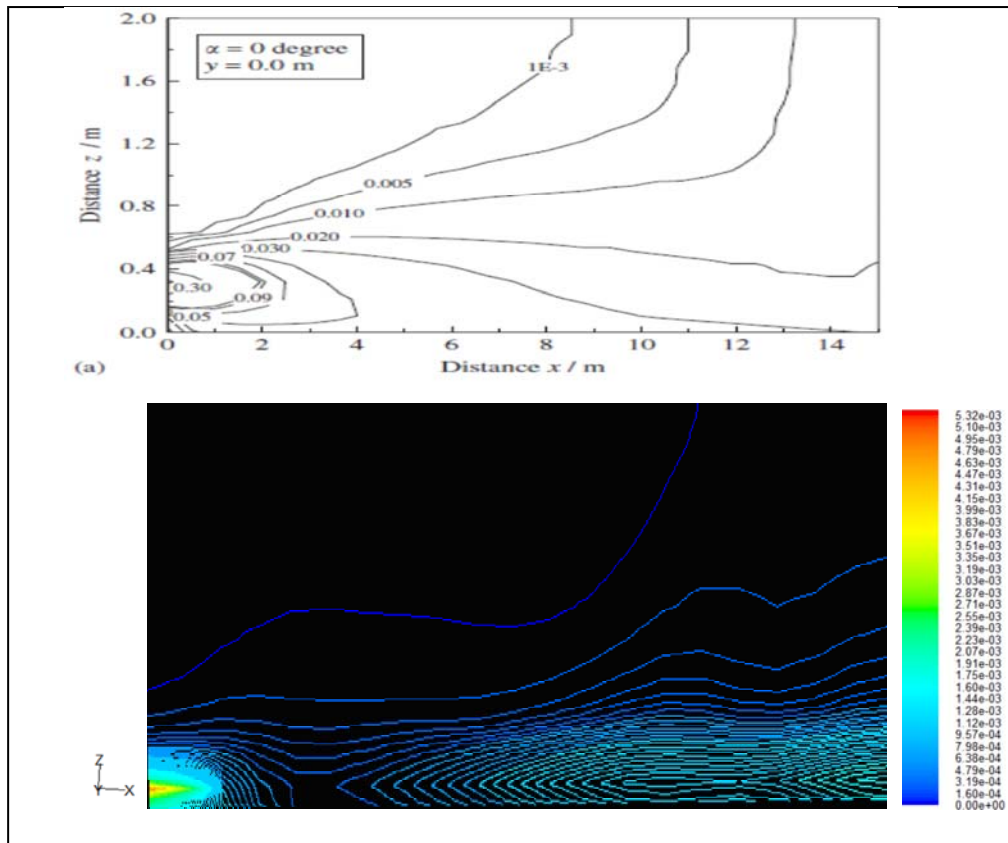 α = 0 degree
y = 0.0 m
Distance z / m
2.0
1.6
1.2
0.8
0.4
0.0
1E-3
0.005
0.010
0.020
0.030
0.07
0.30
0.09
0.05
0
2
4
6
8
10
12
14
(a)
Distance x / m
Z
X
5.32e-03
5.10e-03
4.95e-03
4.79e-03
4.63e-03
4.47e-03
4.31e-03
4.15e-03
3.99e-03
3.83e-03
3.67e-03
3.51e-03
3.35e-03
3.19e-03
3.03e-03
2.87e-03
2.71e-03
2.55e-03
2.39e-03
2.23e-03
2.07e-03
1.91e-03
1.75e-03
1.60e-03
1.44e-03
1.28e-03
1.12e-03
9.57e-04
7.98e-04
6.38e-04
4.79e-04
3.19e-04
1.60e-04
0.00e+00